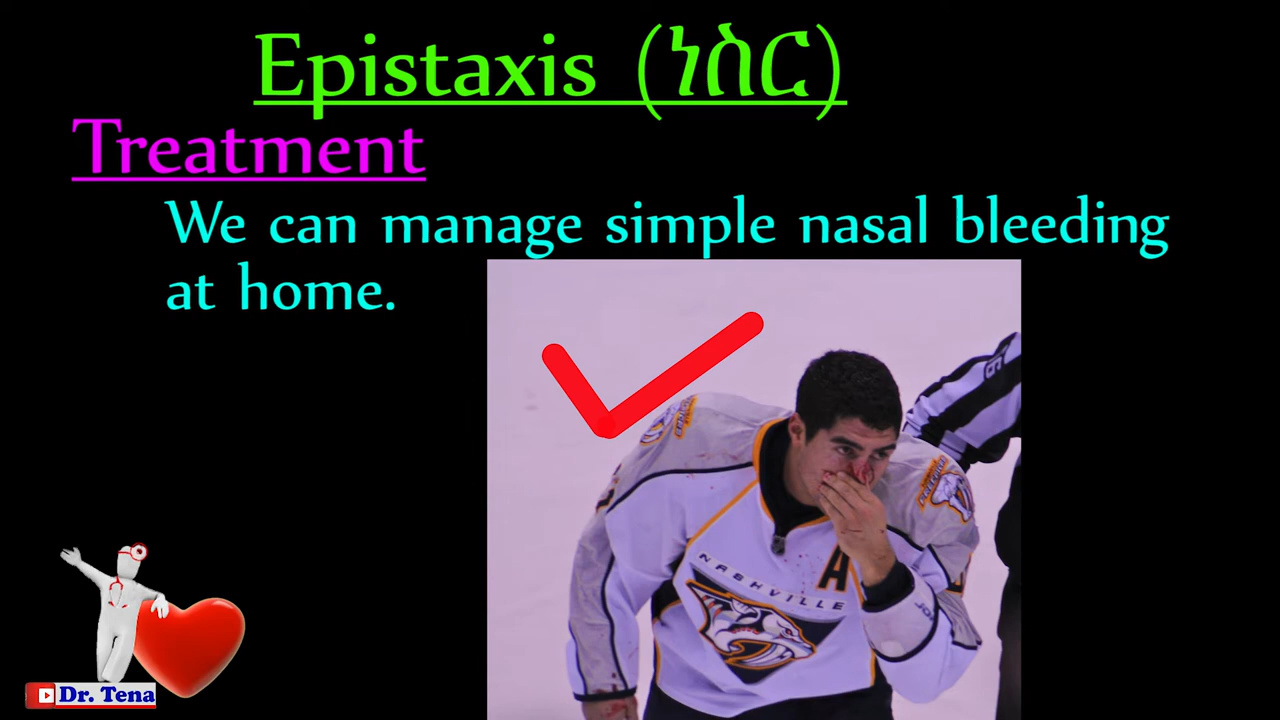 Epistaxis (ነስር)
Treatment
We can manage simple nasal bleeding
at home.
NASHVILLE
A
Dr. Tena